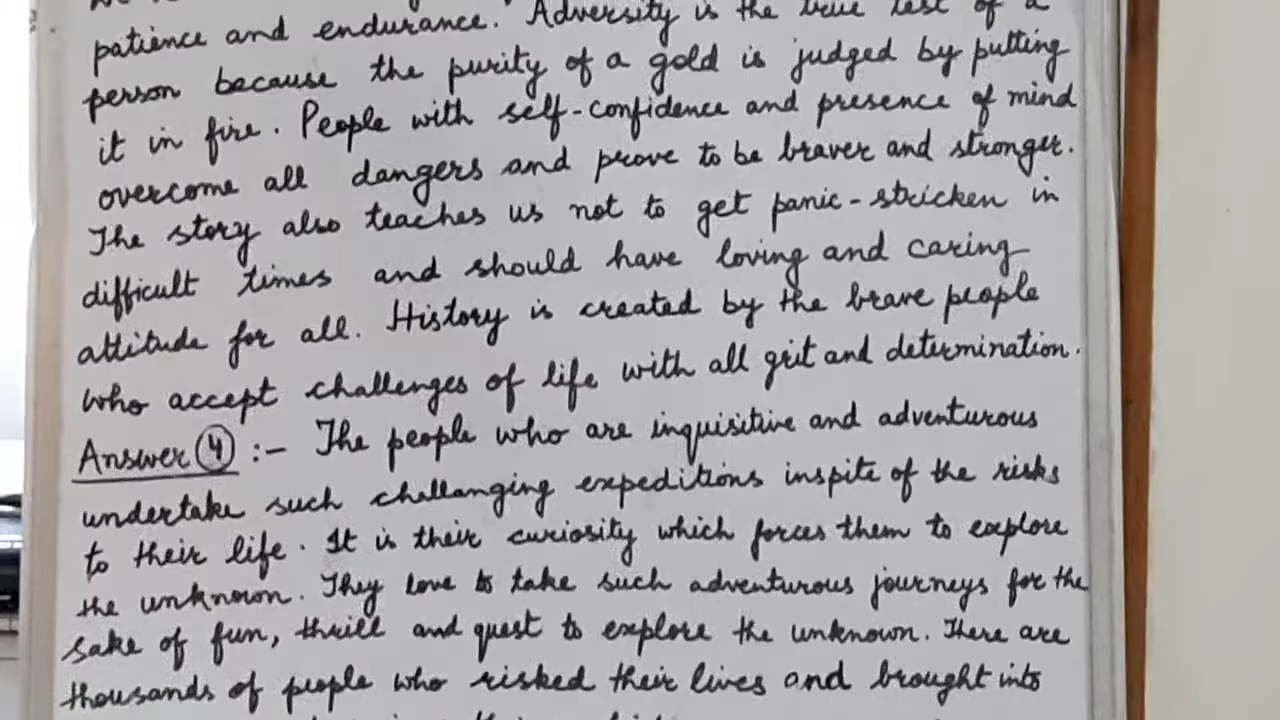 patience and endurance. Adversity is the true test of a
person because the purity of a gold is judged by putting
it in fire. People with self-confidence and presence of mind
overcome all dangers and prove to be braver and stronger.
The story also teaches us not to get panic-stricken in
difficult times and should have loving and caring
attitude for all. History is created by the brave people
who accept challenges of life with all grit and determination.
Answer 4 :- The people who are inquisitive and adventurous
undertake such challanging expeditions inspite of the risks
to their life. It is their curiosity which forces them to explore
the unknown. They love to take such adventurous journeys for the
sake of fun, thrill and quest to explore the unknown. There are
thousands of people who risked their lives and brought into